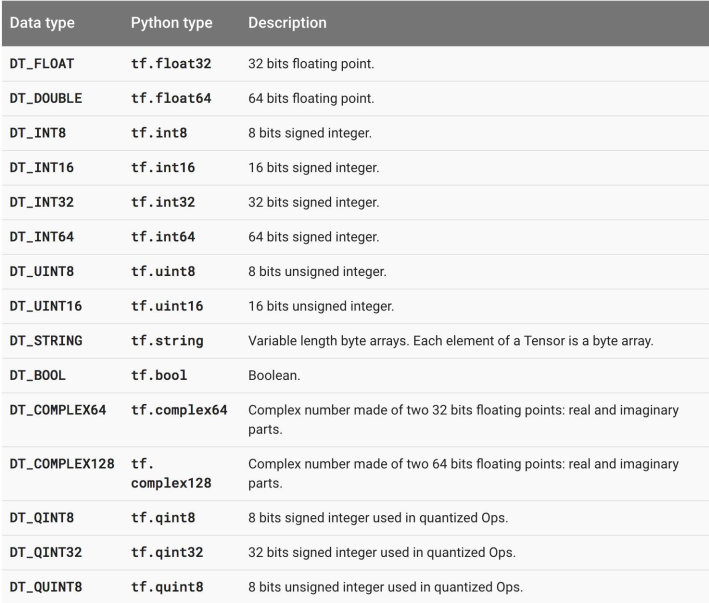 Data type Python type Description
DT_FLOAT tf.float32 32 bits floating point.
DT_DOUBLE tf.float64 64 bits floating point.
DT_INT8 tf.int8 8 bits signed integer.
DT_INT16 tf.int16 16 bits signed integer.
DT_INT32 tf.int32 32 bits signed integer.
DT_INT64 tf.int64 64 bits signed integer.
DT_UINT8 tf.uint8 8 bits unsigned integer.
DT_UINT16 tf.uint16 16 bits unsigned integer.
DT_STRING tf.string Variable length byte arrays. Each element of a Tensor is a byte array.
DT_BOOL tf.bool Boolean.
DT_COMPLEX64 tf.complex64 Complex number made of two 32 bits floating points: real and imaginary
parts.
DT_COMPLEX128 tf. Complex number made of two 64 bits floating points: real and imaginary
complex128 parts.
DT_QINT8 tf.qint8 8 bits signed integer used in quantized Ops.
DT_QINT32 tf.qint32 32 bits signed integer used in quantized Ops.
DT_QUINT8 tf.quint8 8 bits unsigned integer used in quantized Ops.